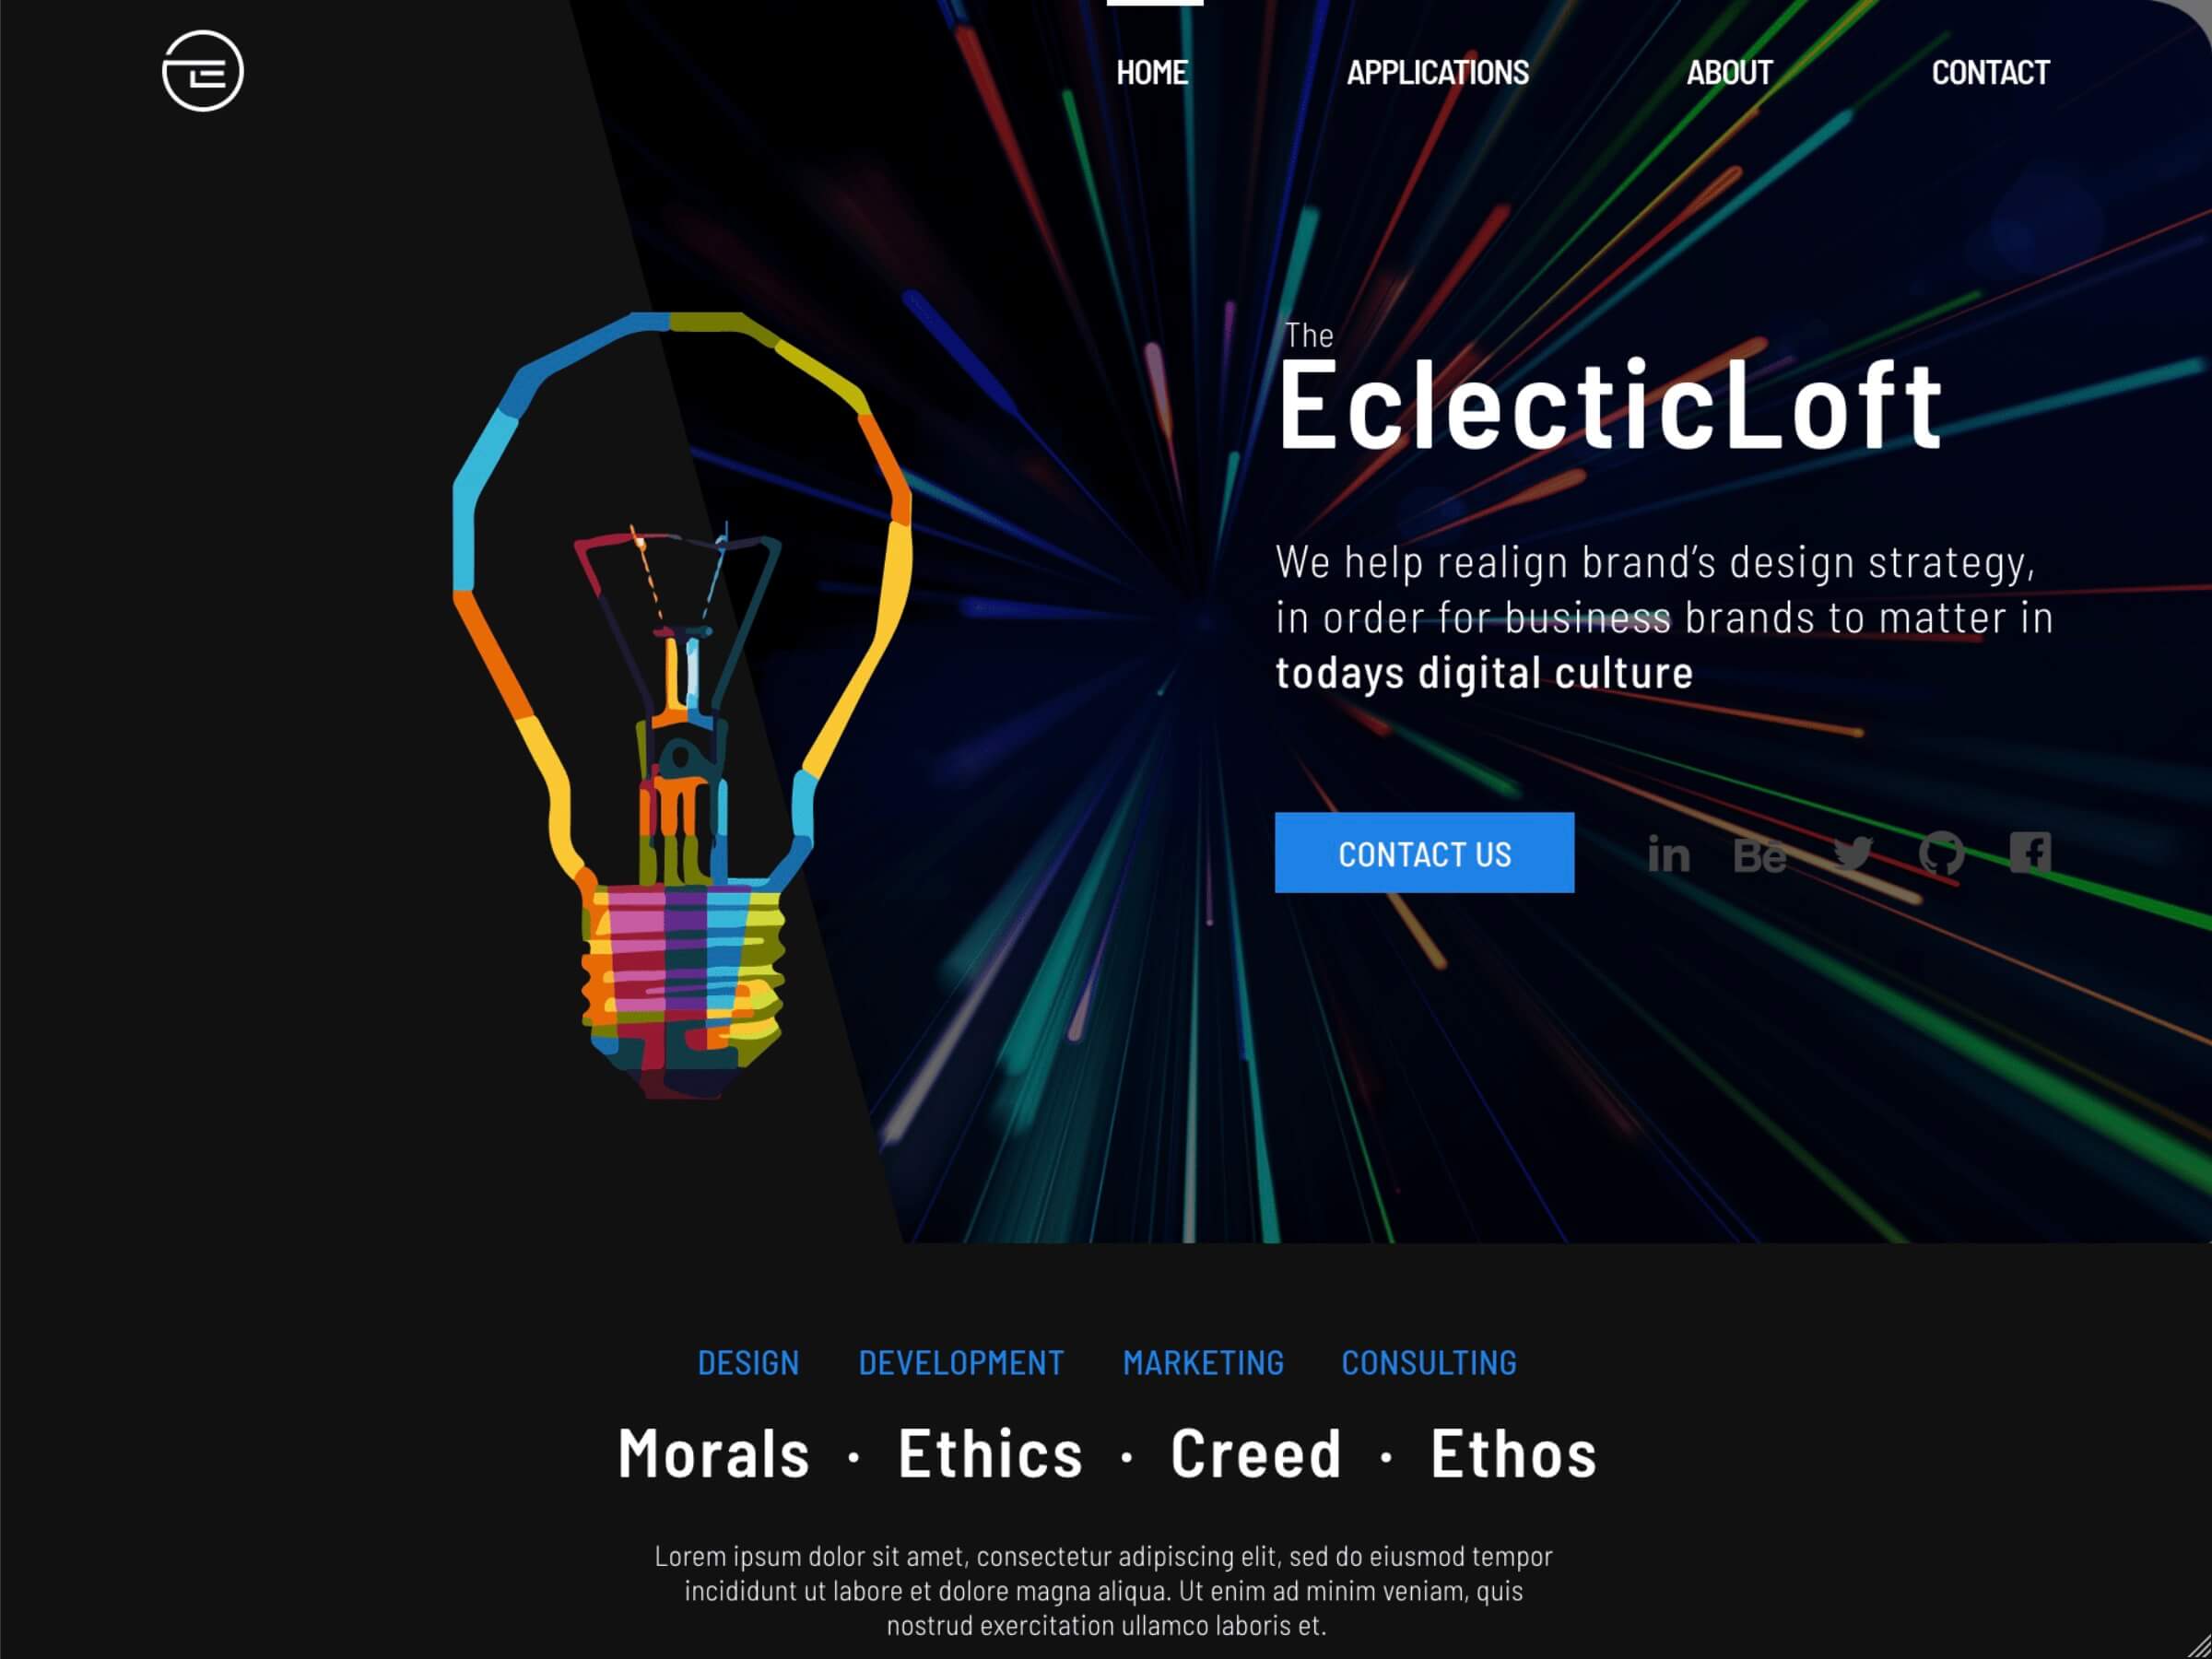 HOME APPLICATIONS ABOUT CONTACT
The
EclecticLoft
We help realign brand’s design strategy,
in order for business brands to matter in
todays digital culture
CONTACT US in Bē
DESIGN DEVELOPMENT MARKETING CONSULTING
Morals · Ethics · Creed · Ethos
Lorem ipsum dolor sit amet, consectetur adipiscing elit, sed do eiusmod tempor
incididunt ut labore et dolore magna aliqua. Ut enim ad minim veniam, quis
nostrud exercitation ullamco laboris et.